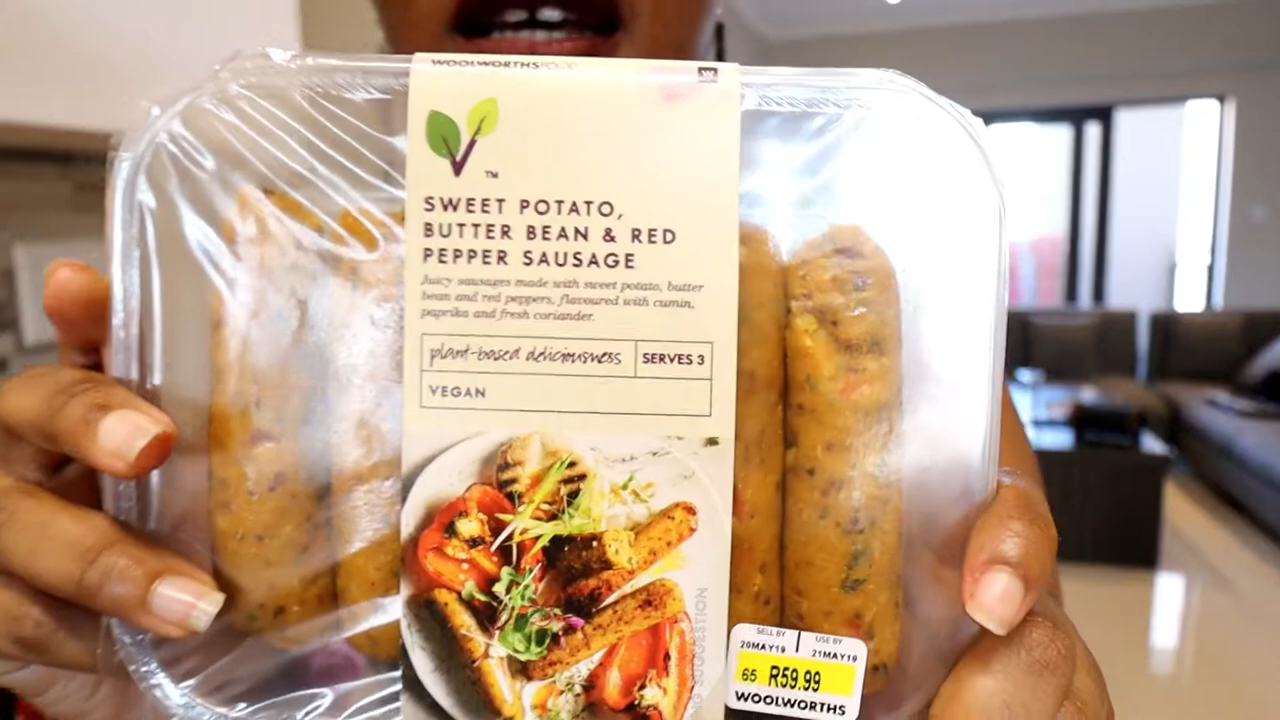 WOOLWORTHS FOOD
W
V
TM
SWEET POTATO,
BUTTER BEAN & RED
PEPPER SAUSAGE
Juicy sausages made with sweet potato, butter
bean and red peppers, flavoured with cumin,
paprika and fresh coriander.
plant-based deliciousness
SERVES 3
VEGAN
SUGGESTION
SELL BY
USE BY
20MAY19
21MAY19
65 R59.99
WOOLWORTHS